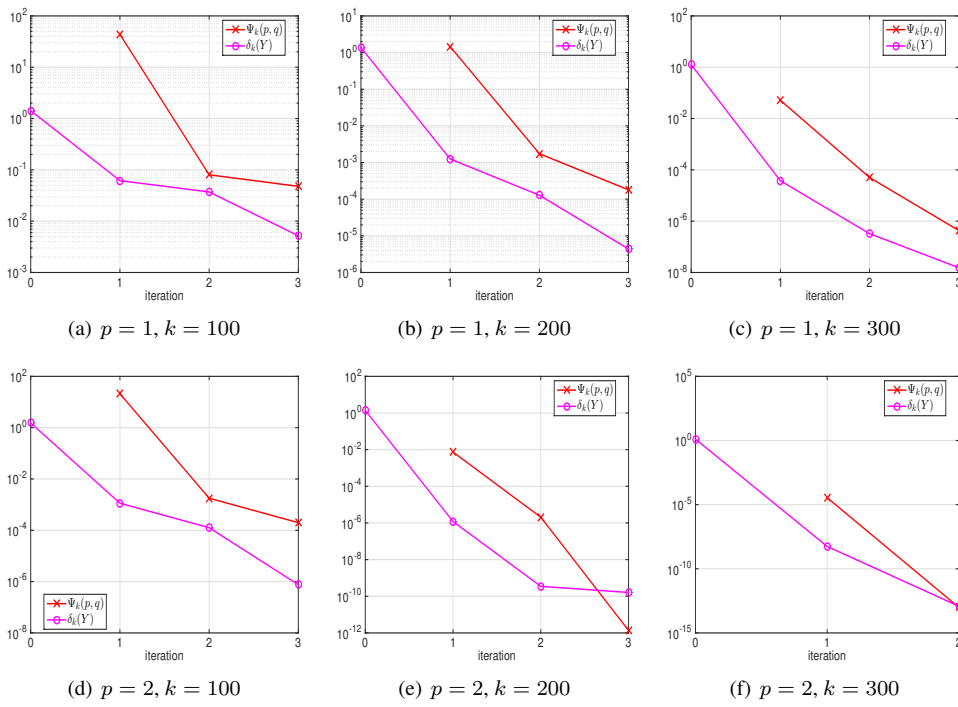 10^2
10^1
10^0
10^-1
10^-2
10^-3
0 1 2 3
iteration
Ψ_k(p, q)
δ_k(Y)
(a) p = 1, k = 100
10^1
10^0
10^-1
10^-2
10^-3
10^-4
10^-5
10^-6
0 1 2 3
iteration
Ψ_k(p, q)
δ_k(Y)
(b) p = 1, k = 200
10^2
10^0
10^-2
10^-4
10^-6
10^-8
0 1 2 3
iteration
Ψ_k(p, q)
δ_k(Y)
(c) p = 1, k = 300
10^2
10^0
10^-2
10^-4
10^-6
10^-8
0 1 2 3
iteration
Ψ_k(p, q)
δ_k(Y)
(d) p = 2, k = 100
10^2
10^0
10^-2
10^-4
10^-6
10^-8
10^-10
10^-12
0 1 2 3
iteration
Ψ_k(p, q)
δ_k(Y)
(e) p = 2, k = 200
10^5
10^0
10^-5
10^-10
10^-15
0 1 2
iteration
Ψ_k(p, q)
δ_k(Y)
(f) p = 2, k = 300